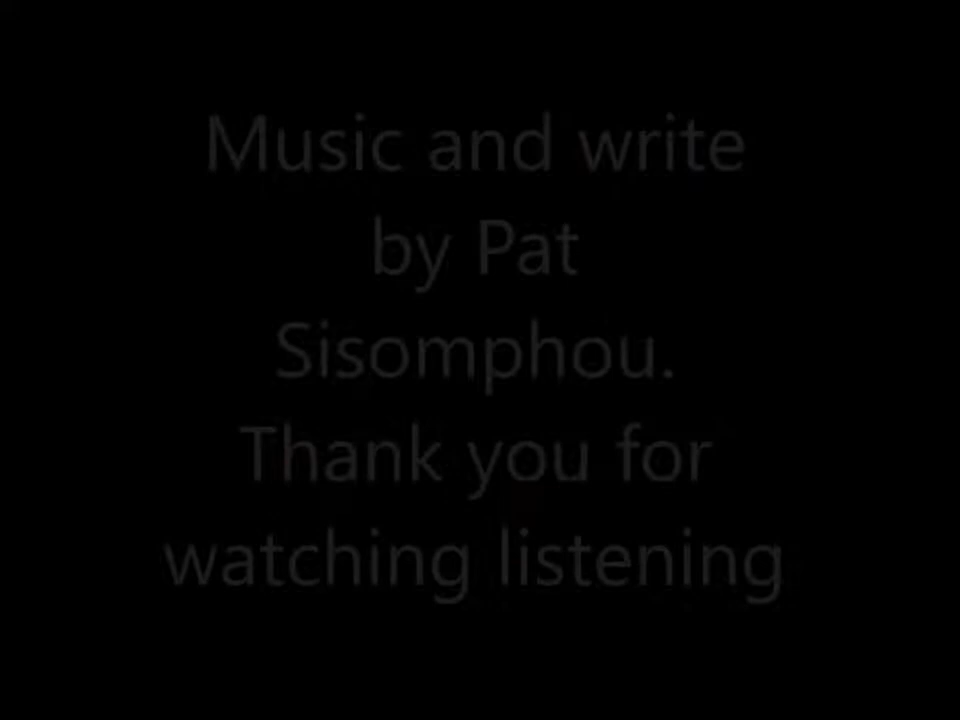 Music and write
by Pat
Sisomphou.
Thank you for
watching listening